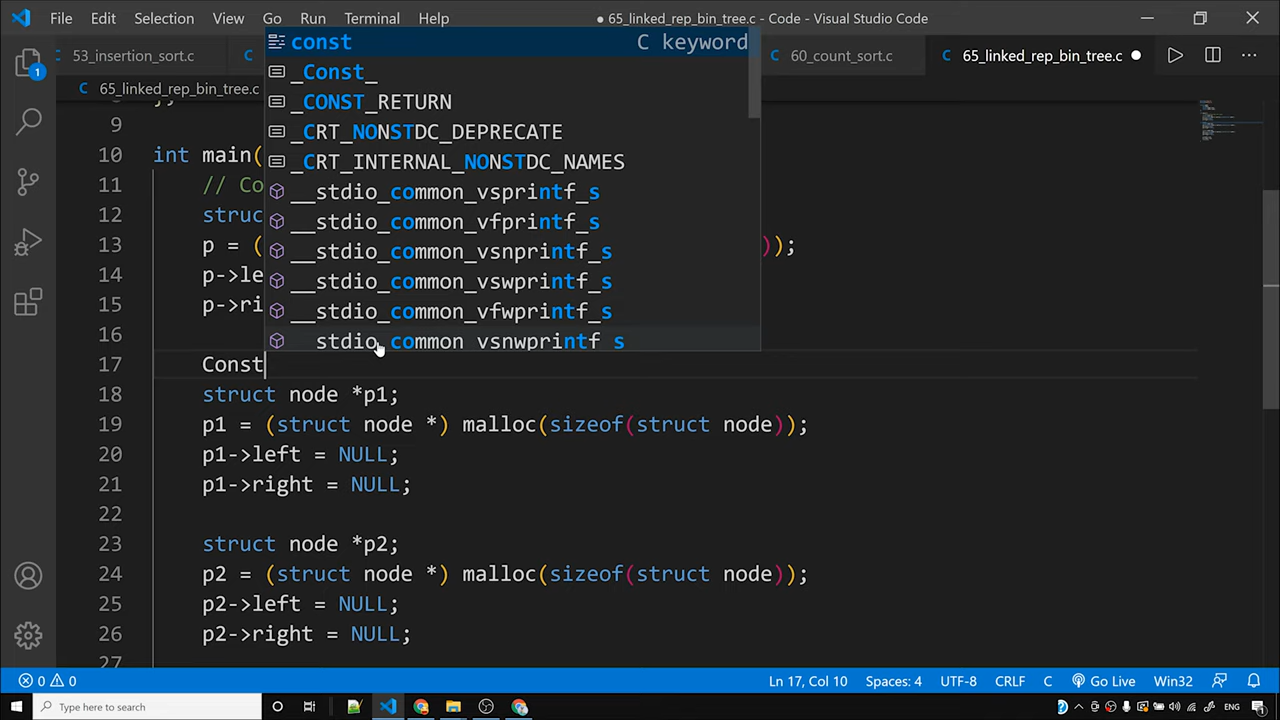 File Edit Selection View Go Run Terminal Help ● 65_linked_rep_bin_tree.c - Code - Visual Studio Code
53_insertion_sort.c 60_count_sort.c 65_linked_rep_bin_tree.c
65_linked_rep_bin_tree.c
const C keyword
_Const_
_CONST_RETURN
_CRT_NONSTDC_DEPRECATE
_CRT_INTERNAL_NONSTDC_NAMES
__stdio_common_vsprintf_s
__stdio_common_vfprintf_s
__stdio_common_vsnprintf_s
__stdio_common_vswprintf_s
__stdio_common_vfwprintf_s
stdio_common vsnwprintf s
9
10 int main(
11 // Co
12 struc
13 p = ( );
14 p->le
15 p->ri
16
17 Const
18 struct node *p1;
19 p1 = (struct node *) malloc(sizeof(struct node));
20 p1->left = NULL;
21 p1->right = NULL;
22
23 struct node *p2;
24 p2 = (struct node *) malloc(sizeof(struct node));
25 p2->left = NULL;
26 p2->right = NULL;
27
0 0 Ln 17, Col 10 Spaces: 4 UTF-8 CRLF C Go Live Win32
Type here to search ENG